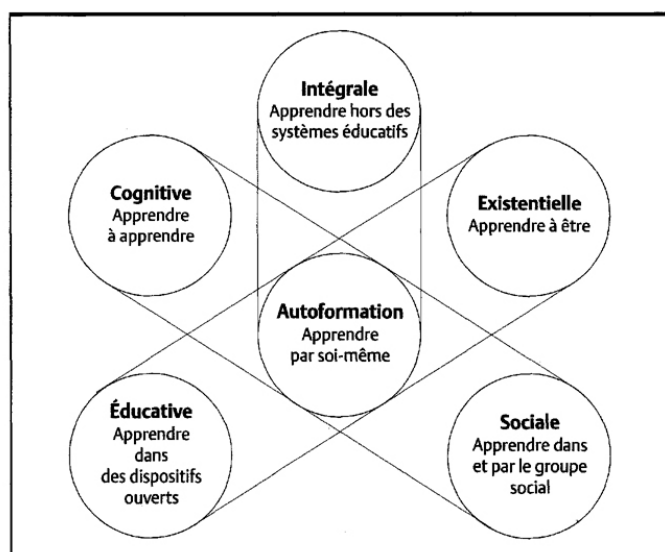 Intégrale
Apprendre hors des
systèmes éducatifs
Cognitive
Apprendre
à apprendre
Existentielle
Apprendre à être
Autoformation
Apprendre
par soi-même
Éducative
Apprendre
dans
des dispositifs
ouverts
Sociale
Apprendre dans
et par le groupe
social